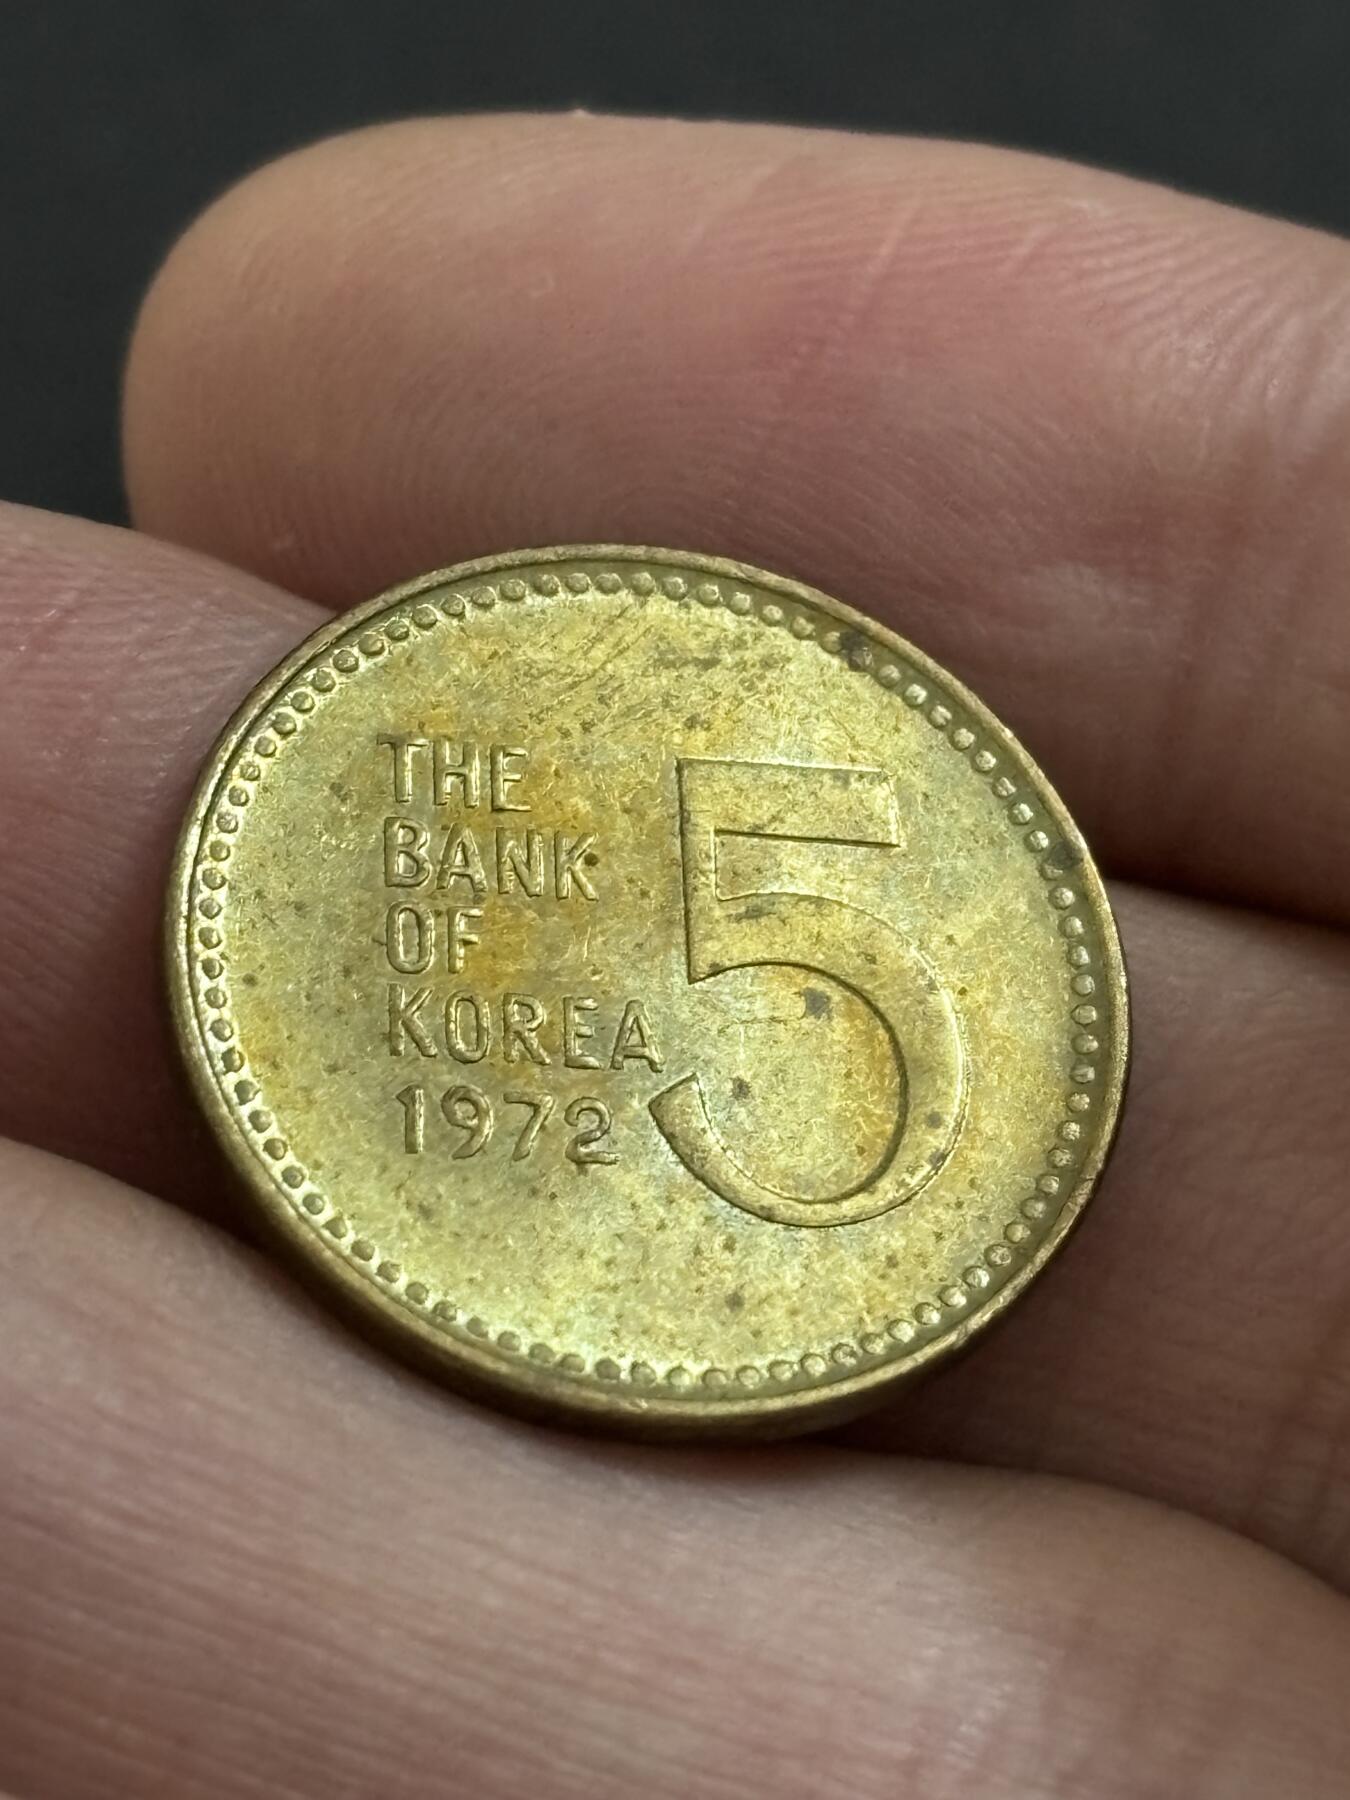 THE
BANK
OF
KOREA
1972
5